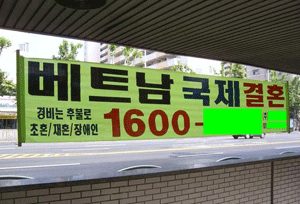 베트남 국제결혼
경비는 후불로
초혼/재혼/장애인
1600-